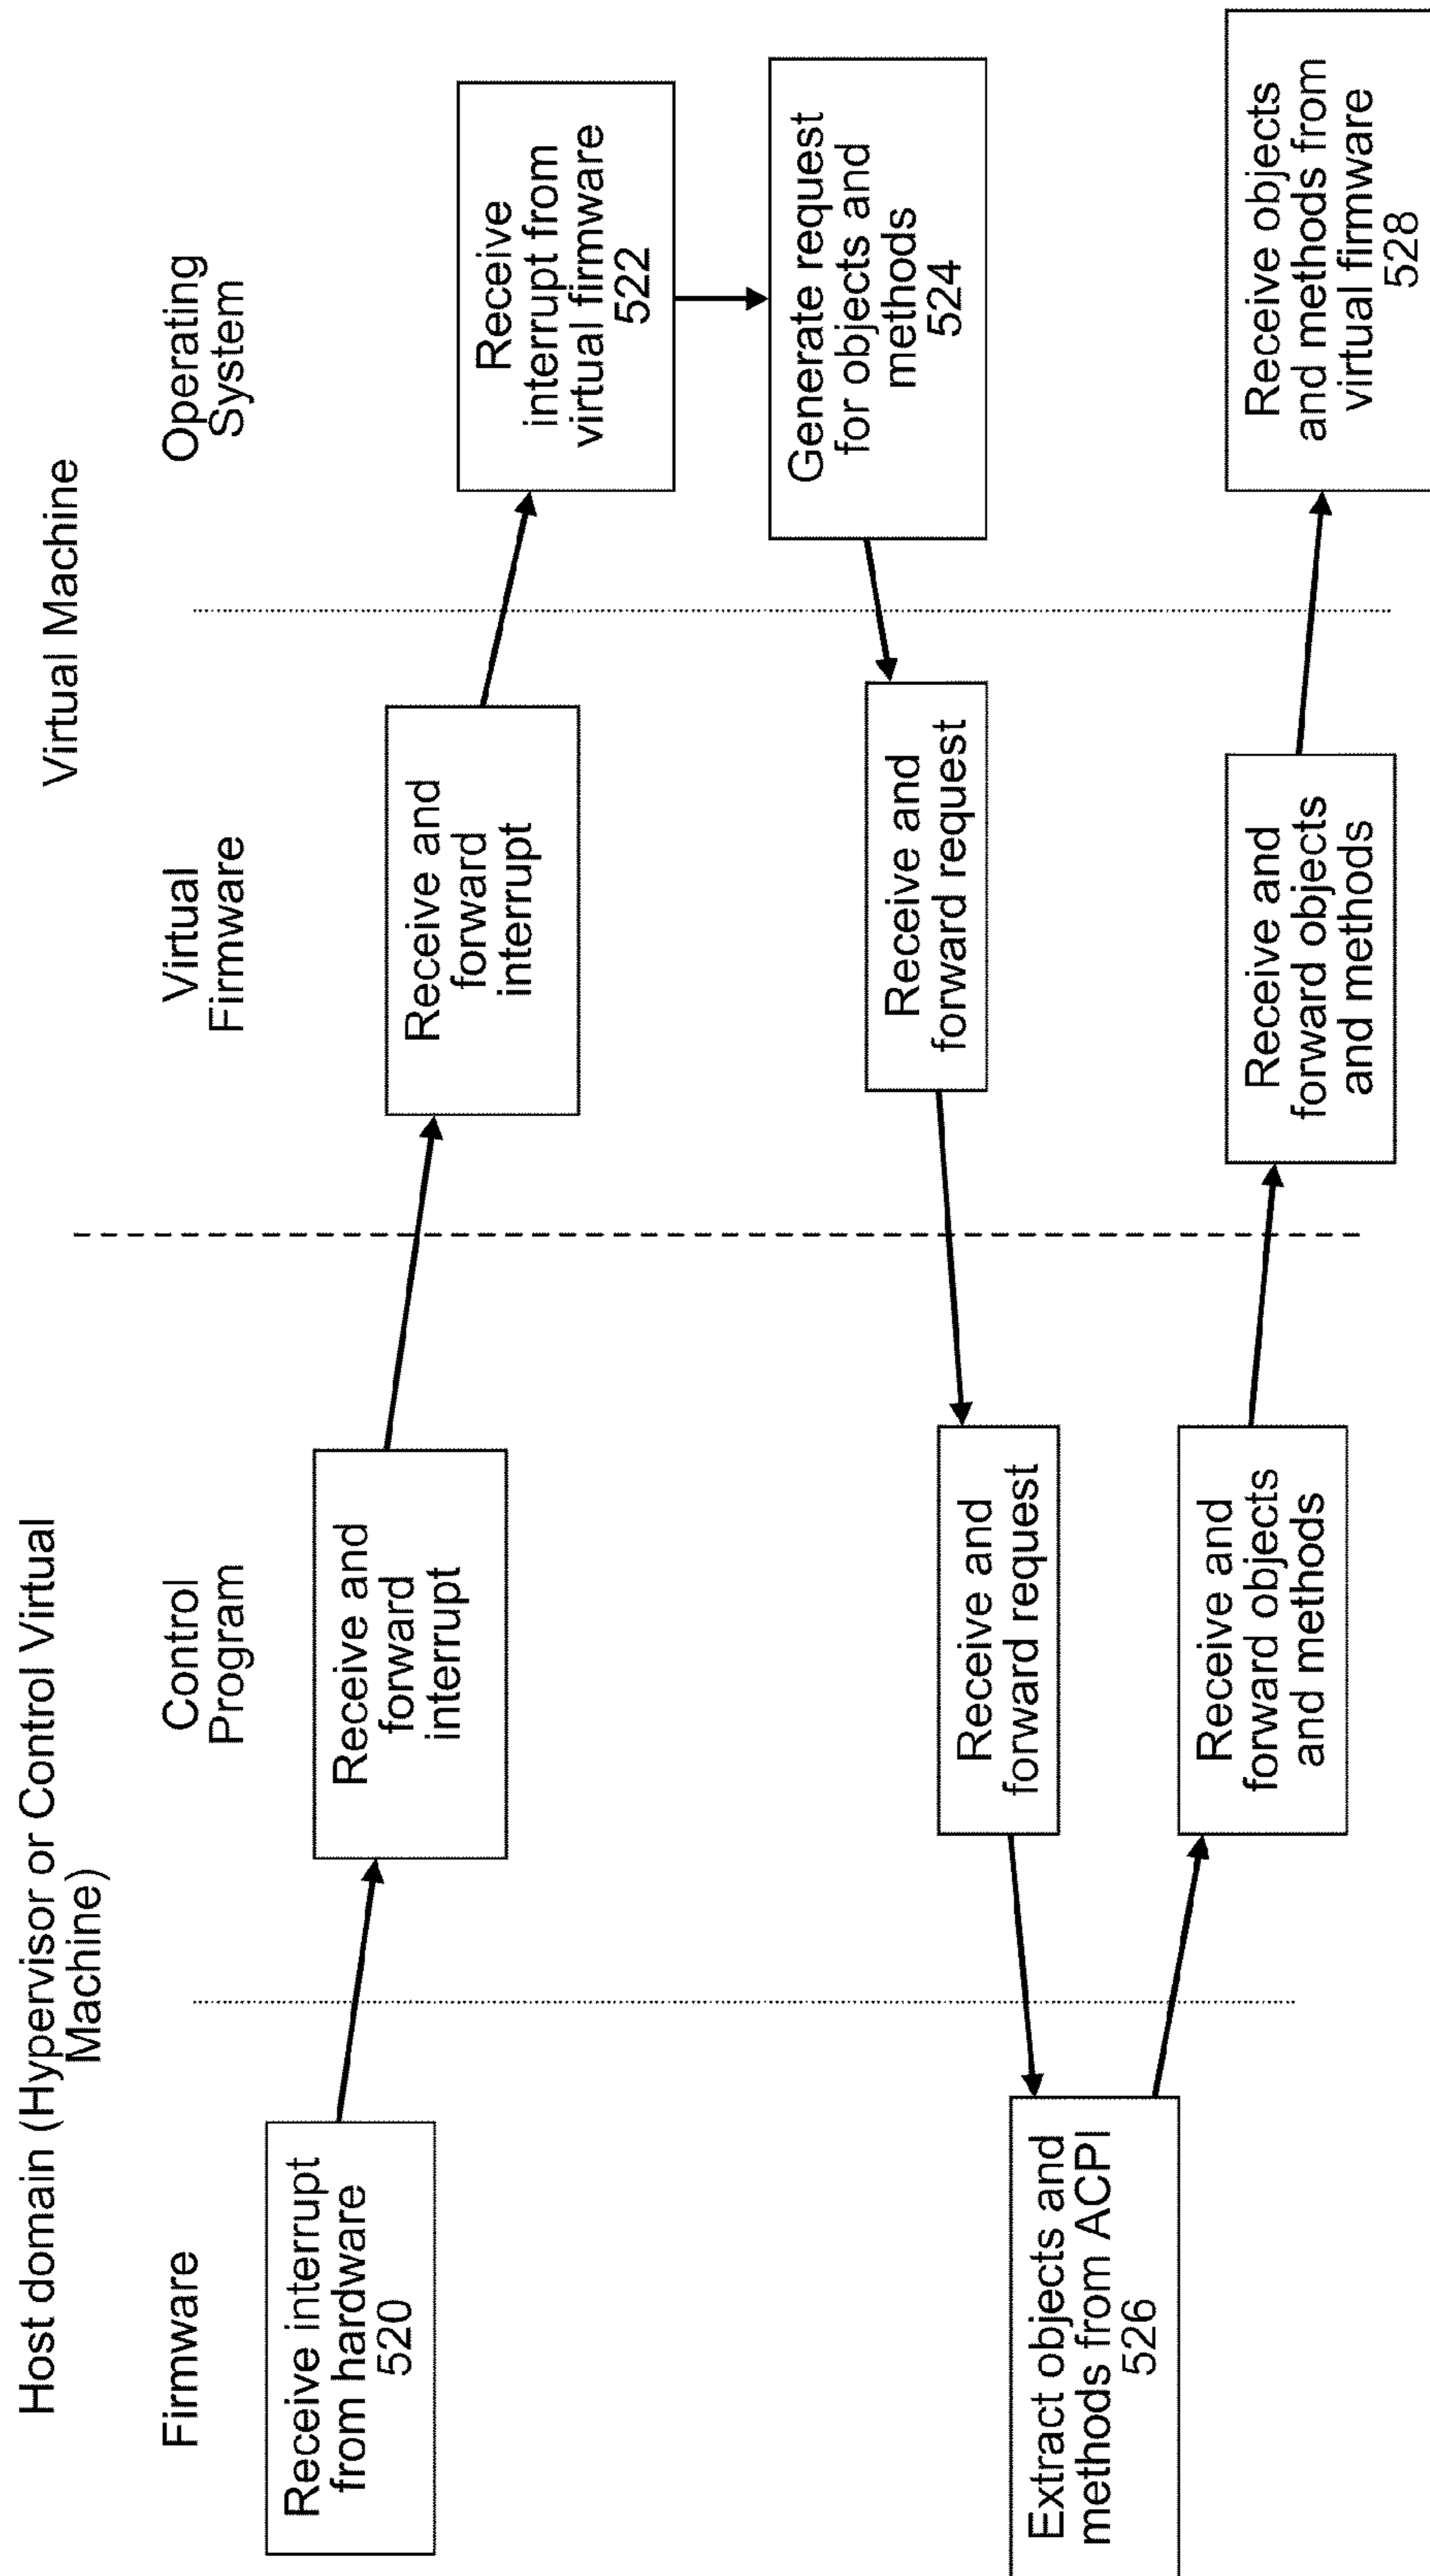 Host domain (Hypervisor or Control Virtual
Machine)
Virtual Machine
Firmware
Control
Program
Virtual
Firmware
Operating
System
Receive interrupt
from hardware
520
Receive and
forward
interrupt
Receive and
forward
interrupt
Receive
interrupt from
virtual firmware
522
Generate request
for objects and
methods
524
Receive and
forward request
Receive and
forward request
Extract objects and
methods from ACPI
526
Receive and
forward objects
and methods
Receive and
forward objects
and methods
Receive objects
and methods from
virtual firmware
528